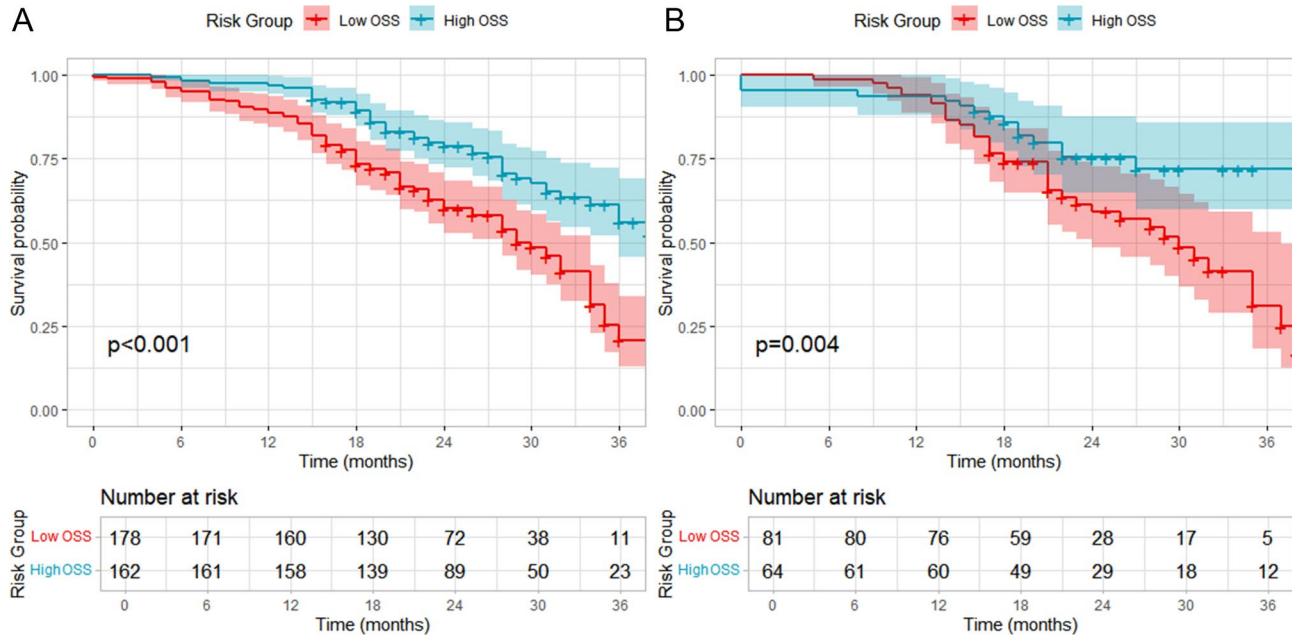 A
Risk Group Low OSS High OSS
Survival probability
1.00
0.75
0.50
0.25
0.00
p<0.001
0 6 12 18 24 30 36
Time (months)
Number at risk
Risk Group
Low OSS 178 171 160 130 72 38 11
High OSS 162 161 158 139 89 50 23
0 6 12 18 24 30 36
Time (months)
B
Risk Group Low OSS High OSS
Survival probability
1.00
0.75
0.50
0.25
0.00
p=0.004
0 6 12 18 24 30 36
Time (months)
Number at risk
Risk Group
Low OSS 81 80 76 59 28 17 5
High OSS 64 61 60 49 29 18 12
0 6 12 18 24 30 36
Time (months)